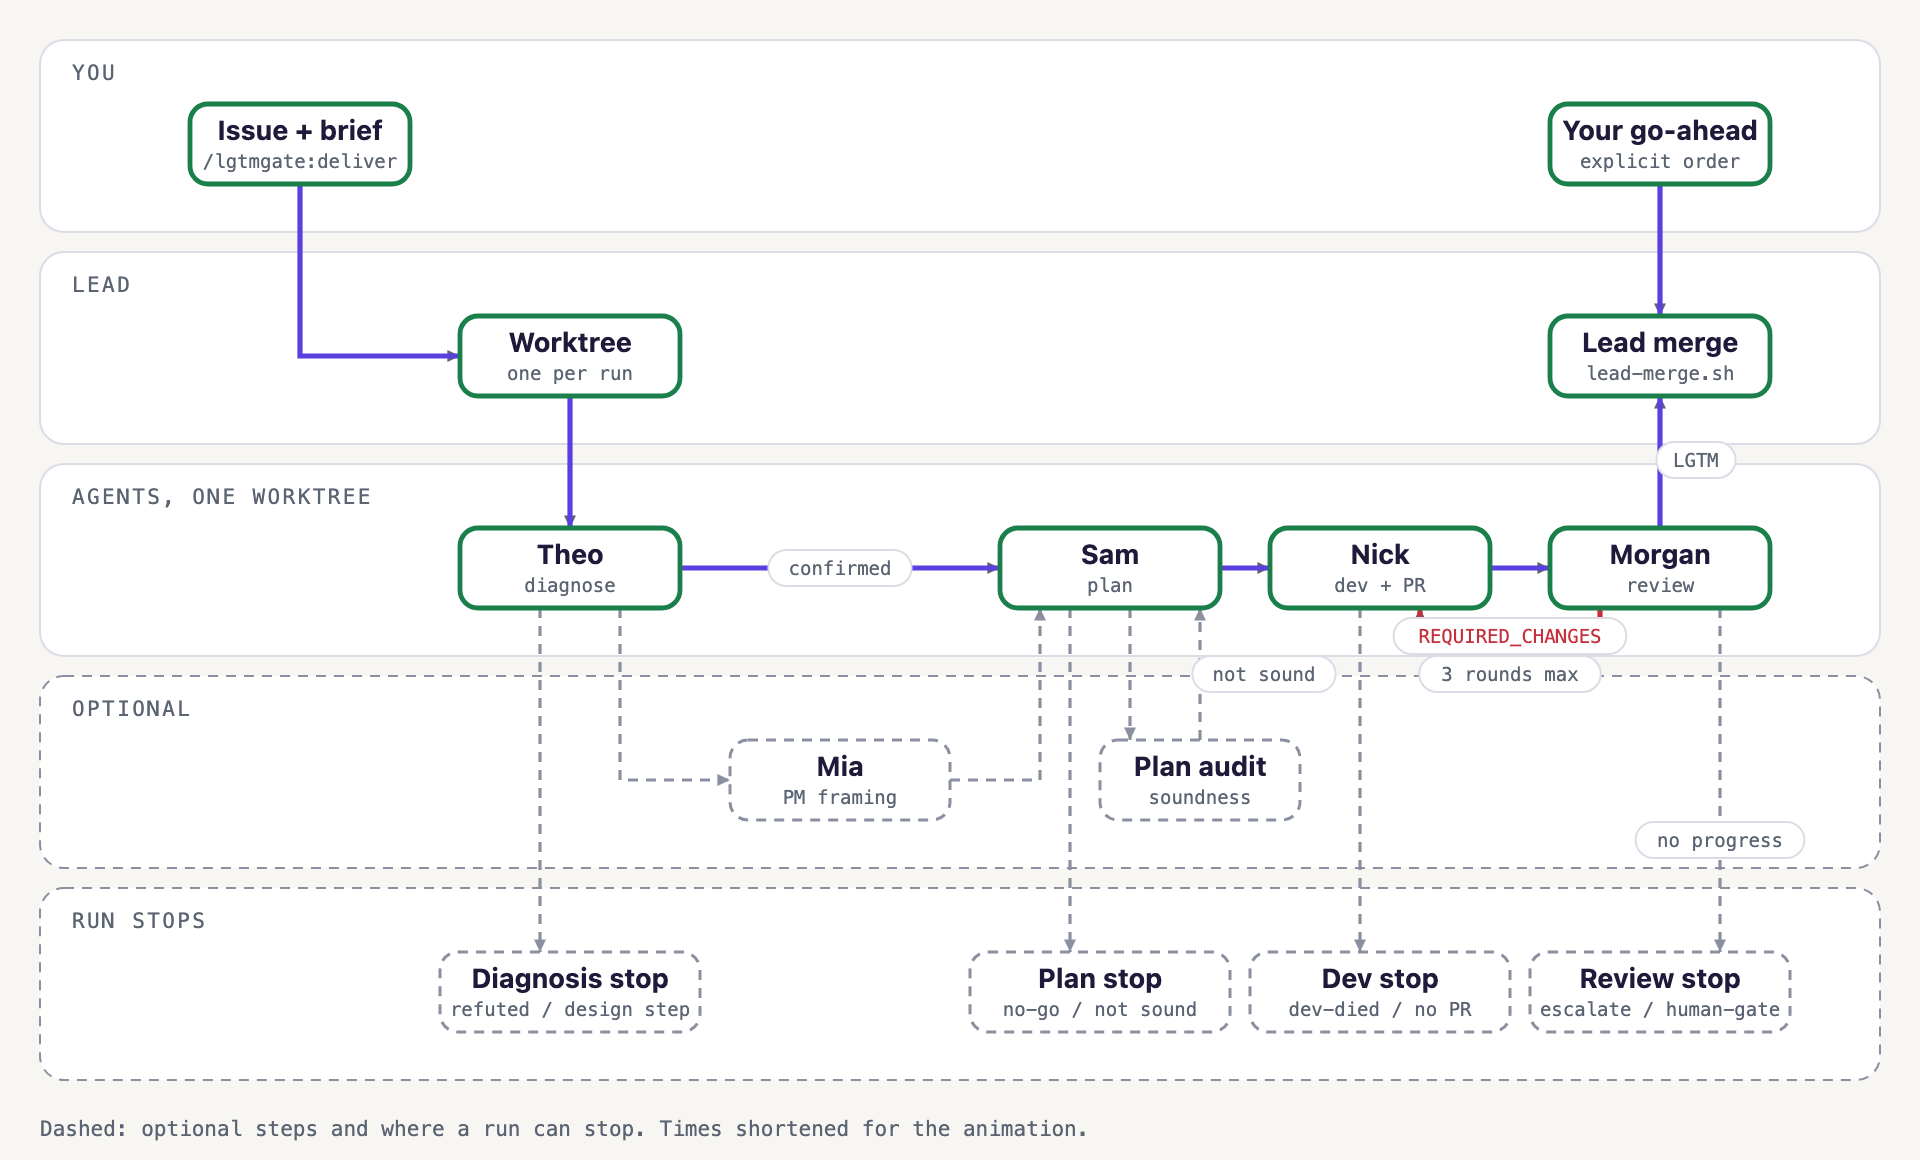 YOU
Issue + brief
/lgtmgate:deliver
Your go-ahead
explicit order
LEAD
Worktree
one per run
Lead merge
lead-merge.sh
LGTM
AGENTS, ONE WORKTREE
Theo
diagnose
confirmed
Sam
plan
Nick
dev + PR
Morgan
review
REQUIRED_CHANGES
not sound
3 rounds max
OPTIONAL
Mia
PM framing
Plan audit
soundness
no progress
RUN STOPS
Diagnosis stop
refuted / design step
Plan stop
no-go / not sound
Dev stop
dev-died / no PR
Review stop
escalate / human-gate
Dashed: optional steps and where a run can stop. Times shortened for the animation.